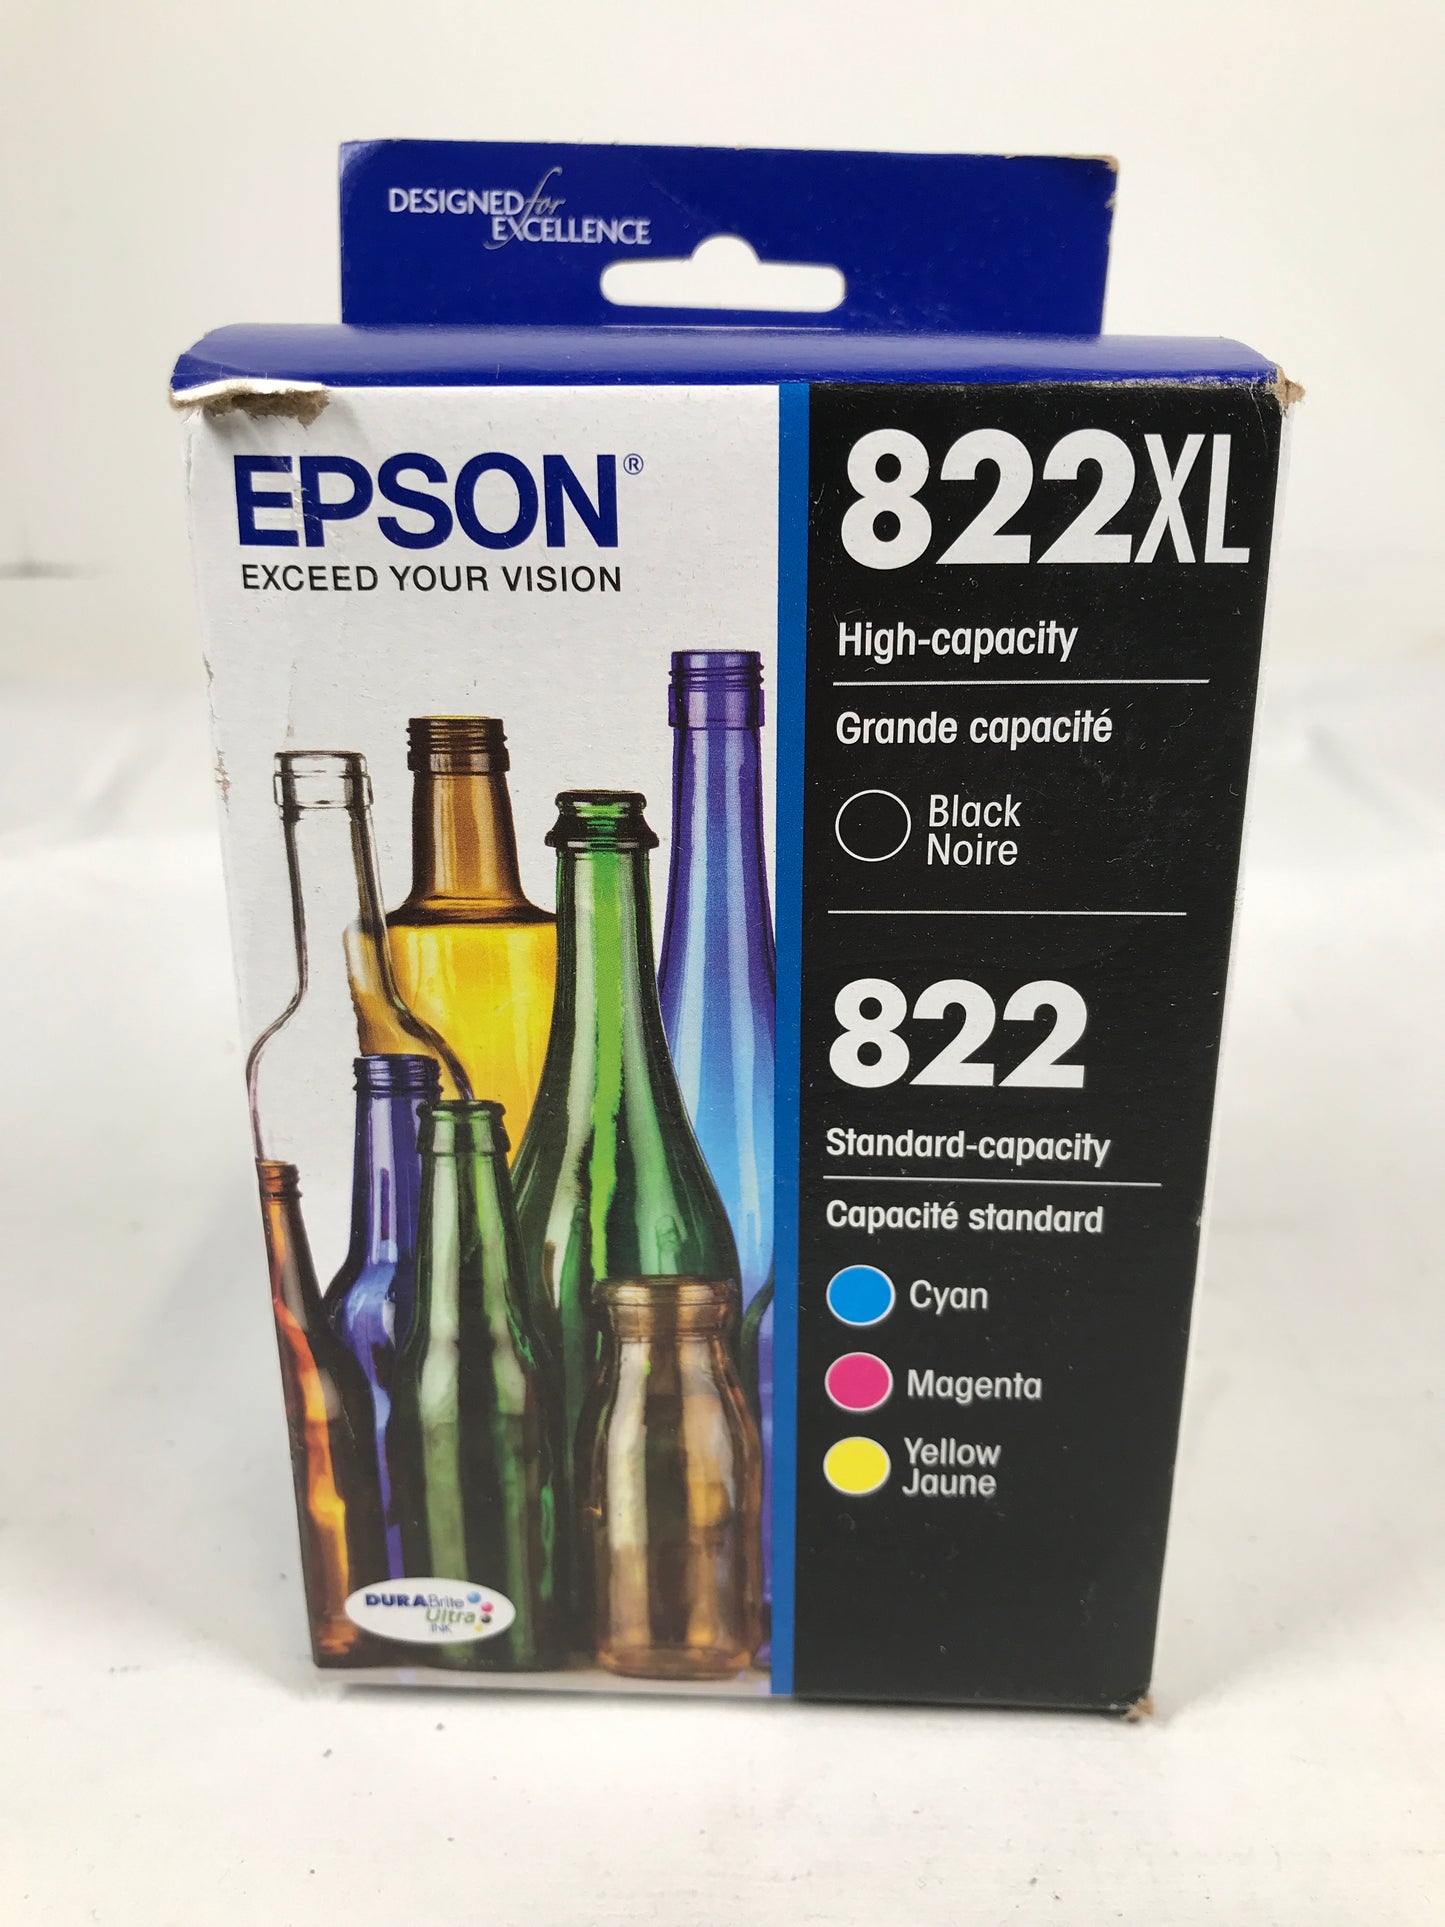 DESIGNED for
EXCELLENCE
EPSON®
EXCEED YOUR VISION
822XL
High-capacity
Grande capacité
Black
Noire
822
Standard-capacity
Capacité standard
Cyan
Magenta
Yellow
Jaune
DURABrite
Ultra
INK